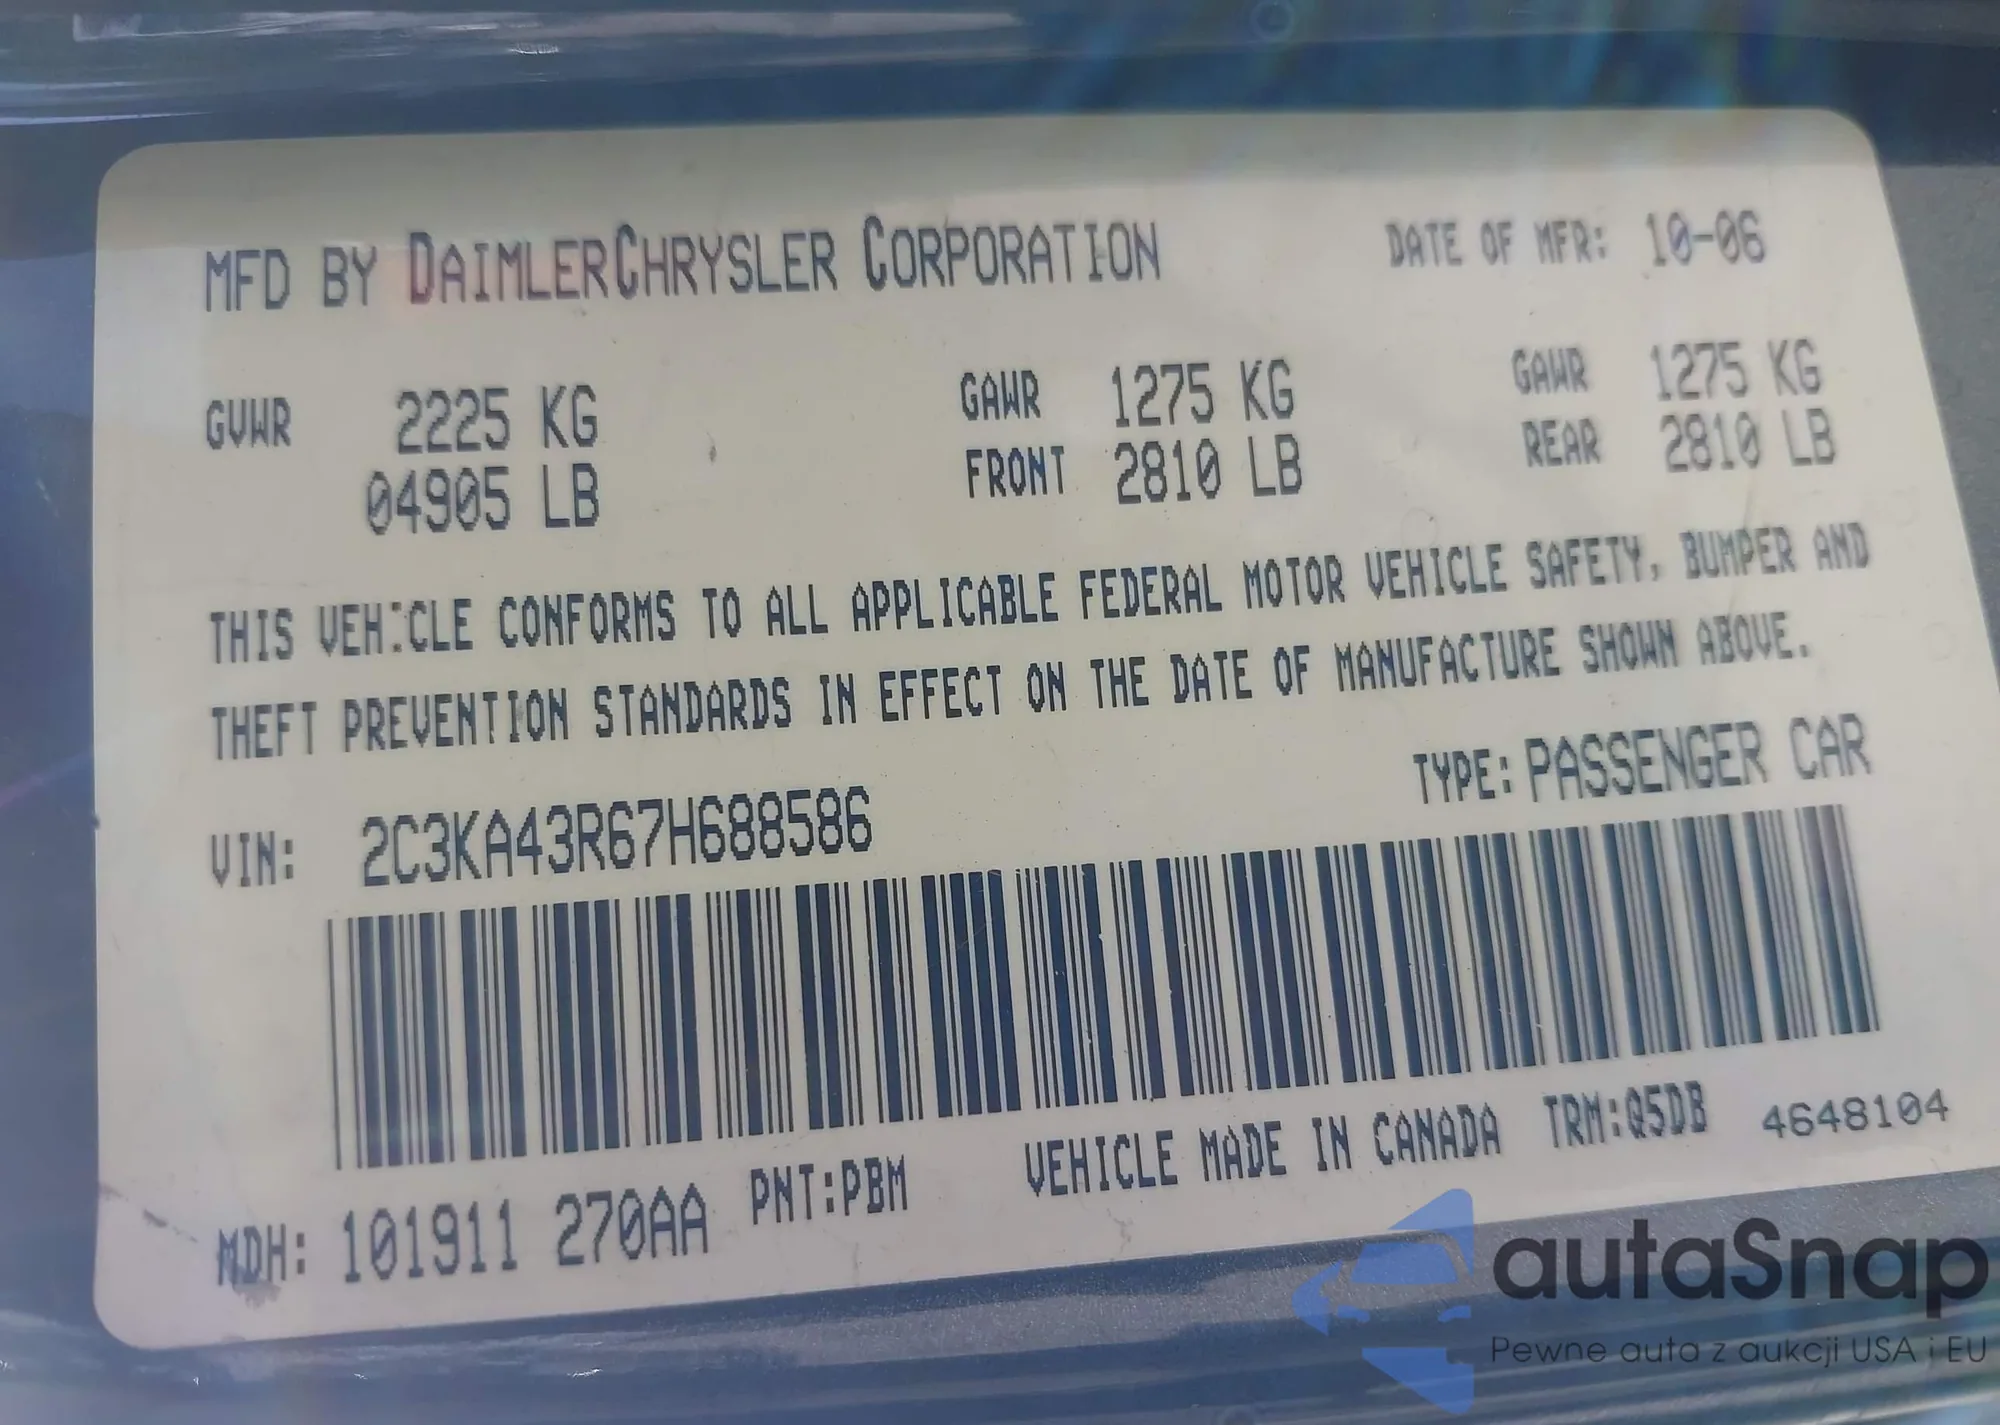 MFD BY DAIMLERCHRYSLER CORPORATION DATE OF MFR: 10-06
GVWR 2225 KG GAWR 1275 KG GAWR 1275 KG
04905 LB FRONT 2810 LB REAR 2810 LB
THIS VEHICLE CONFORMS TO ALL APPLICABLE FEDERAL MOTOR VEHICLE SAFETY, BUMPER AND
THEFT PREVENTION STANDARDS IN EFFECT ON THE DATE OF MANUFACTURE SHOWN ABOVE.
VIN: 2C3KA43R67H688586 TYPE: PASSENGER CAR
MDH: 101911 270AA PNT:PBM VEHICLE MADE IN CANADA TRM:Q5DB 4648104
autaSnap
Pewne auta z aukcji USA i EU